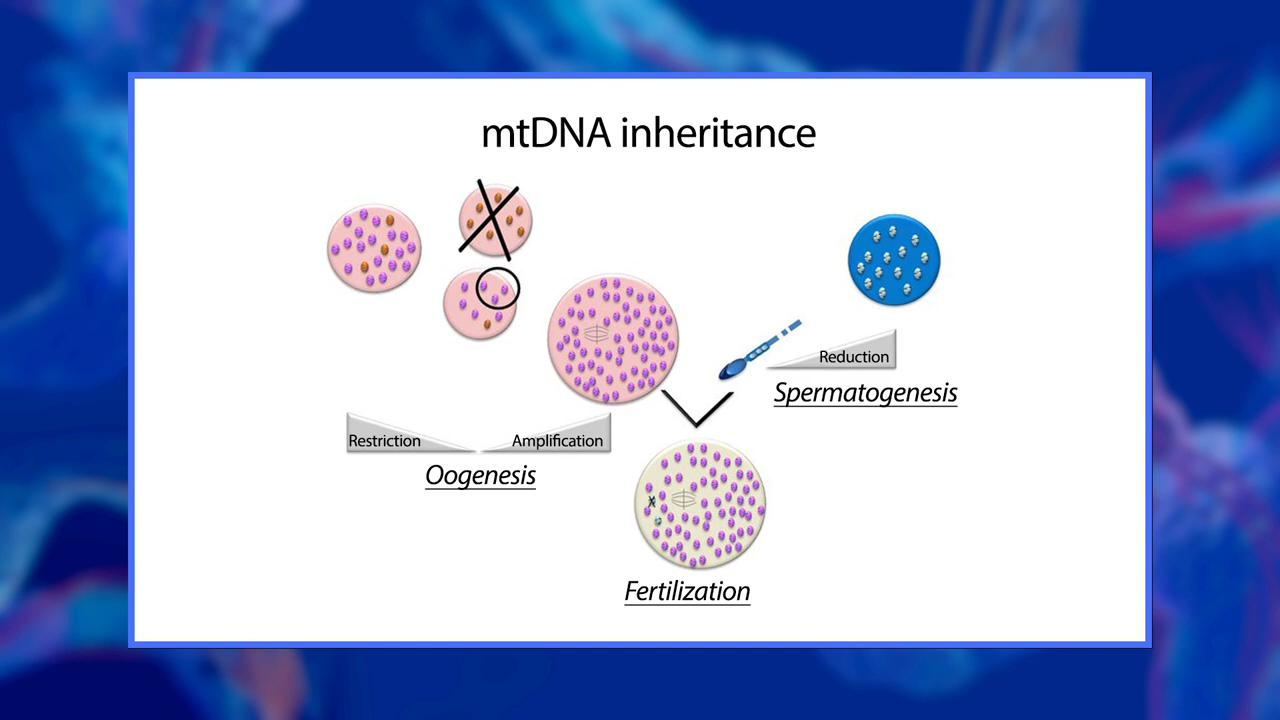 mtDNA inheritance
Reduction
Spermatogenesis
Restriction
Amplification
Oogenesis
Fertilization